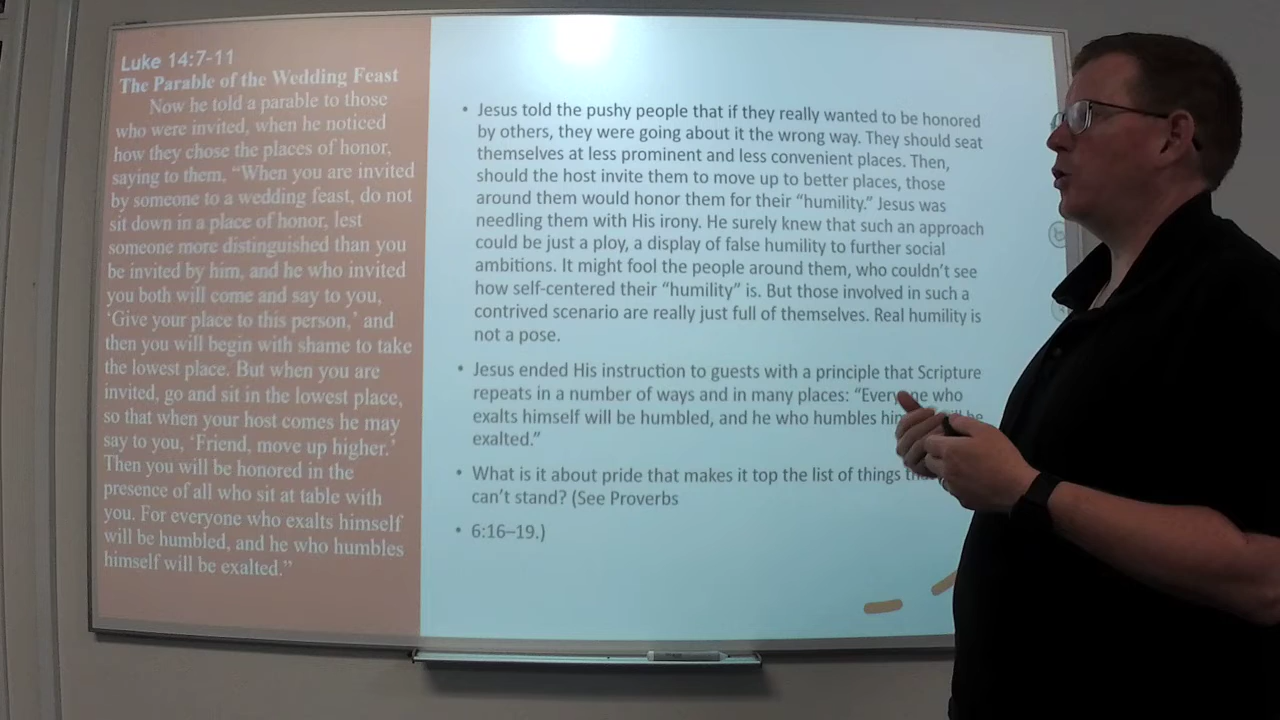 Luke 14:7-11
The Parable of the Wedding Feast
Now he told a parable to those
who were invited, when he noticed
how they chose the places of honor,
saying to them, “When you are invited
by someone to a wedding feast, do not
sit down in a place of honor, lest
someone more distinguished than you
be invited by him, and he who invited
you both will come and say to you,
‘Give your place to this person,’ and
then you will begin with shame to take
the lowest place. But when you are
invited, go and sit in the lowest place,
so that when your host comes he may
say to you, ‘Friend, move up higher.’
Then you will be honored in the
presence of all who sit at table with
you. For everyone who exalts himself
will be humbled, and he who humbles
himself will be exalted.”
• Jesus told the pushy people that if they really wanted to be honored
by others, they were going about it the wrong way. They should seat
themselves at less prominent and less convenient places. Then,
should the host invite them to move up to better places, those
around them would honor them for their “humility.” Jesus was
needling them with His irony. He surely knew that such an approach
could be just a ploy, a display of false humility to further social
ambitions. It might fool the people around them, who couldn’t see
how self-centered their “humility” is. But those involved in such a
contrived scenario are really just full of themselves. Real humility is
not a pose.
• Jesus ended His instruction to guests with a principle that Scripture
repeats in a number of ways and in many places: “Everyone who
exalts himself will be humbled, and he who humbles will be
exalted.”
• What is it about pride that makes it top the list of things
can’t stand? (See Proverbs
• 6:16–19.)